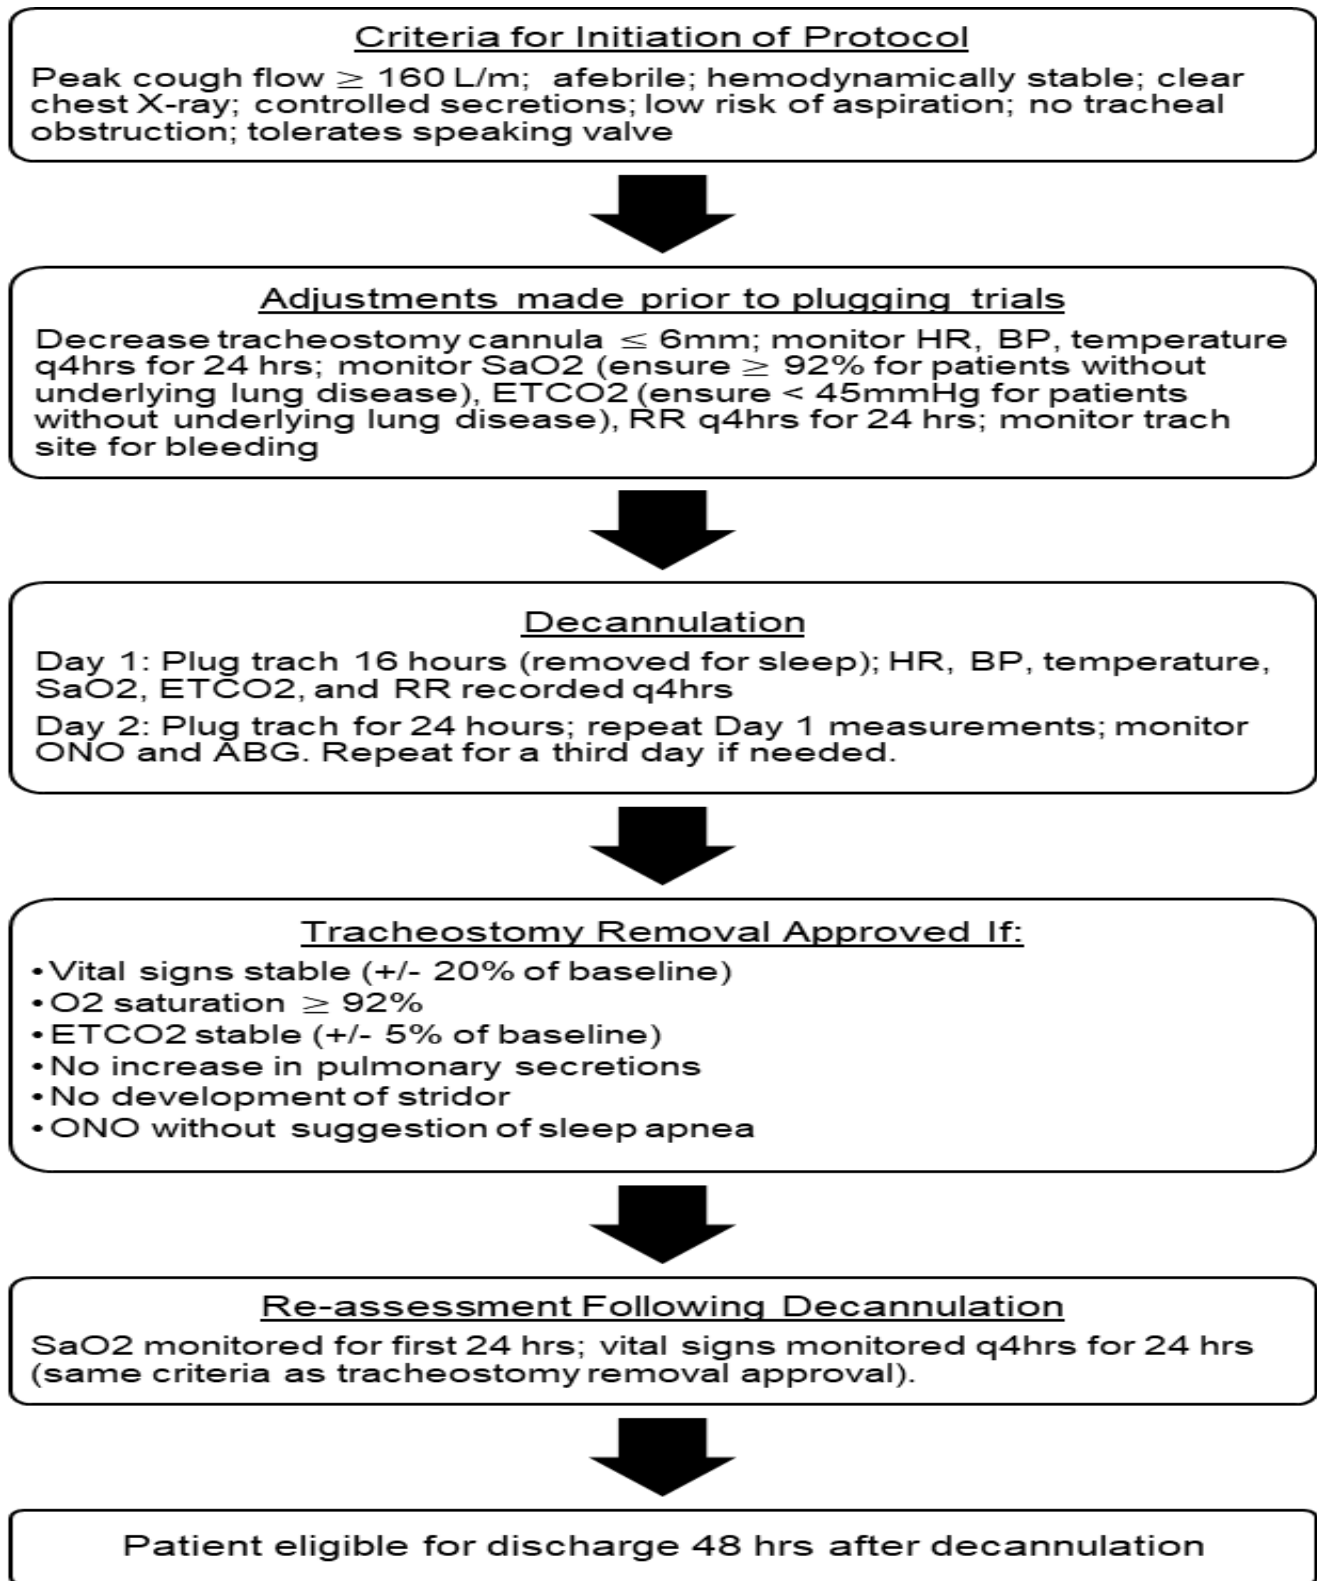 Criteria for Initiation of Protocol
Peak cough flow ≥ 160 L/m; afebrile; hemodynamically stable; clear
chest X-ray; controlled secretions; low risk of aspiration; no tracheal
obstruction; tolerates speaking valve
Adjustments made prior to plugging trials
Decrease tracheostomy cannula ≤ 6mm; monitor HR, BP, temperature
q4hrs for 24 hrs; monitor SaO2 (ensure ≥ 92% for patients without
underlying lung disease), ETCO2 (ensure < 45mmHg for patients
without underlying lung disease), RR q4hrs for 24 hrs; monitor trach
site for bleeding
Decannulation
Day 1: Plug trach 16 hours (removed for sleep); HR, BP, temperature,
SaO2, ETCO2, and RR recorded q4hrs
Day 2: Plug trach for 24 hours; repeat Day 1 measurements; monitor
ONO and ABG. Repeat for a third day if needed.
Tracheostomy Removal Approved If:
•Vital signs stable (+/- 20% of baseline)
•O2 saturation ≥ 92%
•ETCO2 stable (+/- 5% of baseline)
•No increase in pulmonary secretions
•No development of stridor
•ONO without suggestion of sleep apnea
Re-assessment Following Decannulation
SaO2 monitored for first 24 hrs; vital signs monitored q4hrs for 24 hrs
(same criteria as tracheostomy removal approval).
Patient eligible for discharge 48 hrs after decannulation